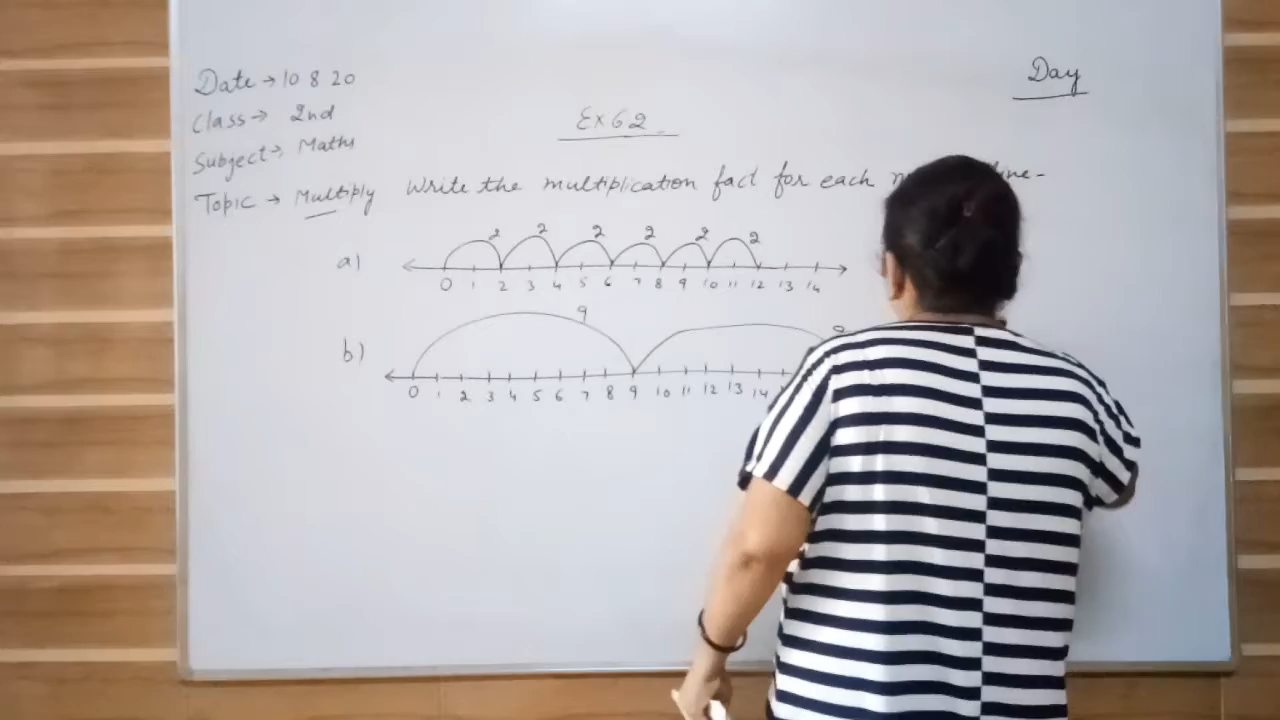 Date → 10 8 20
Day
Class → 2nd
Ex 6 2
Subject → Maths
Topic → Multiply
Write the multiplication fact for each
a)
2 2 2 2 2 2
0 1 2 3 4 5 6 7 8 9 10 11 12 13 14
b)
9
0 1 2 3 4 5 6 7 8 9 10 11 12 13 14